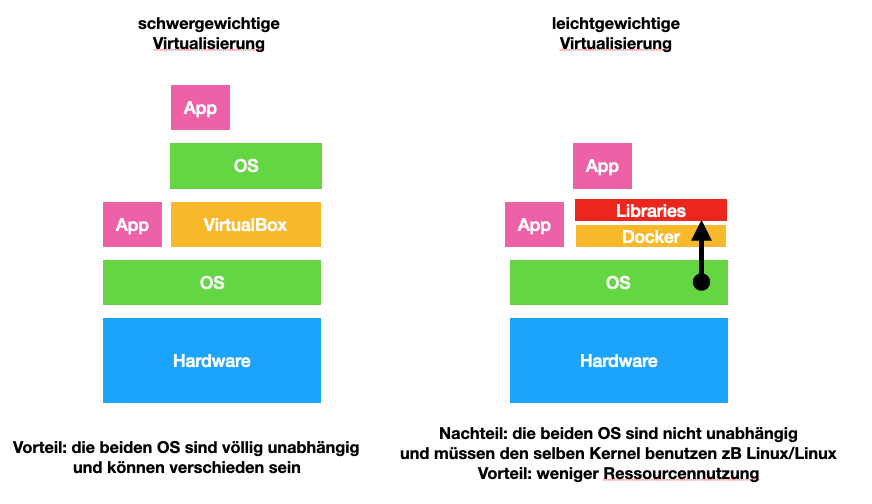 schwergewichtige
Virtualisierung
App
OS
App
VirtualBox
OS
Hardware
Vorteil: die beiden OS sind völlig unabhängig
und können verschieden sein
leichtgewichtige
Virtualisierung
App
Libraries
App
Docker
OS
Hardware
Nachteil: die beiden OS sind nicht unabhängig
und müssen den selben Kernel benutzen zB Linux/Linux
Vorteil: weniger Ressourcennutzung